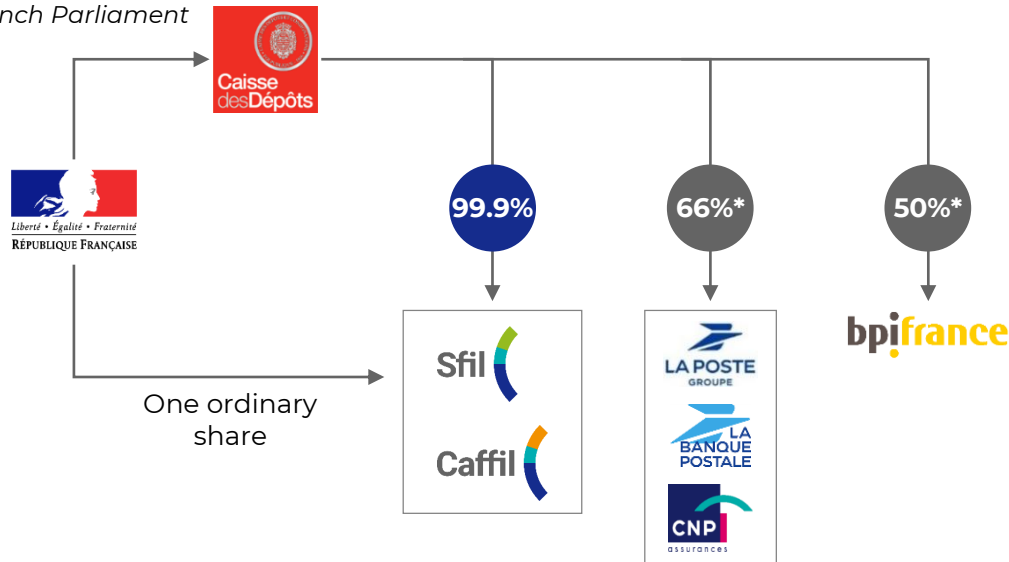 nch Parliament
Caisse
desDépôts
Liberté • Égalité • Fraternité
RÉPUBLIQUE FRANÇAISE
99.9%
66%*
50%*
One ordinary
share
Sfil
Caffil
LA POSTE
GROUPE
LA
BANQUE
POSTALE
CNP
assurances
bpifrance